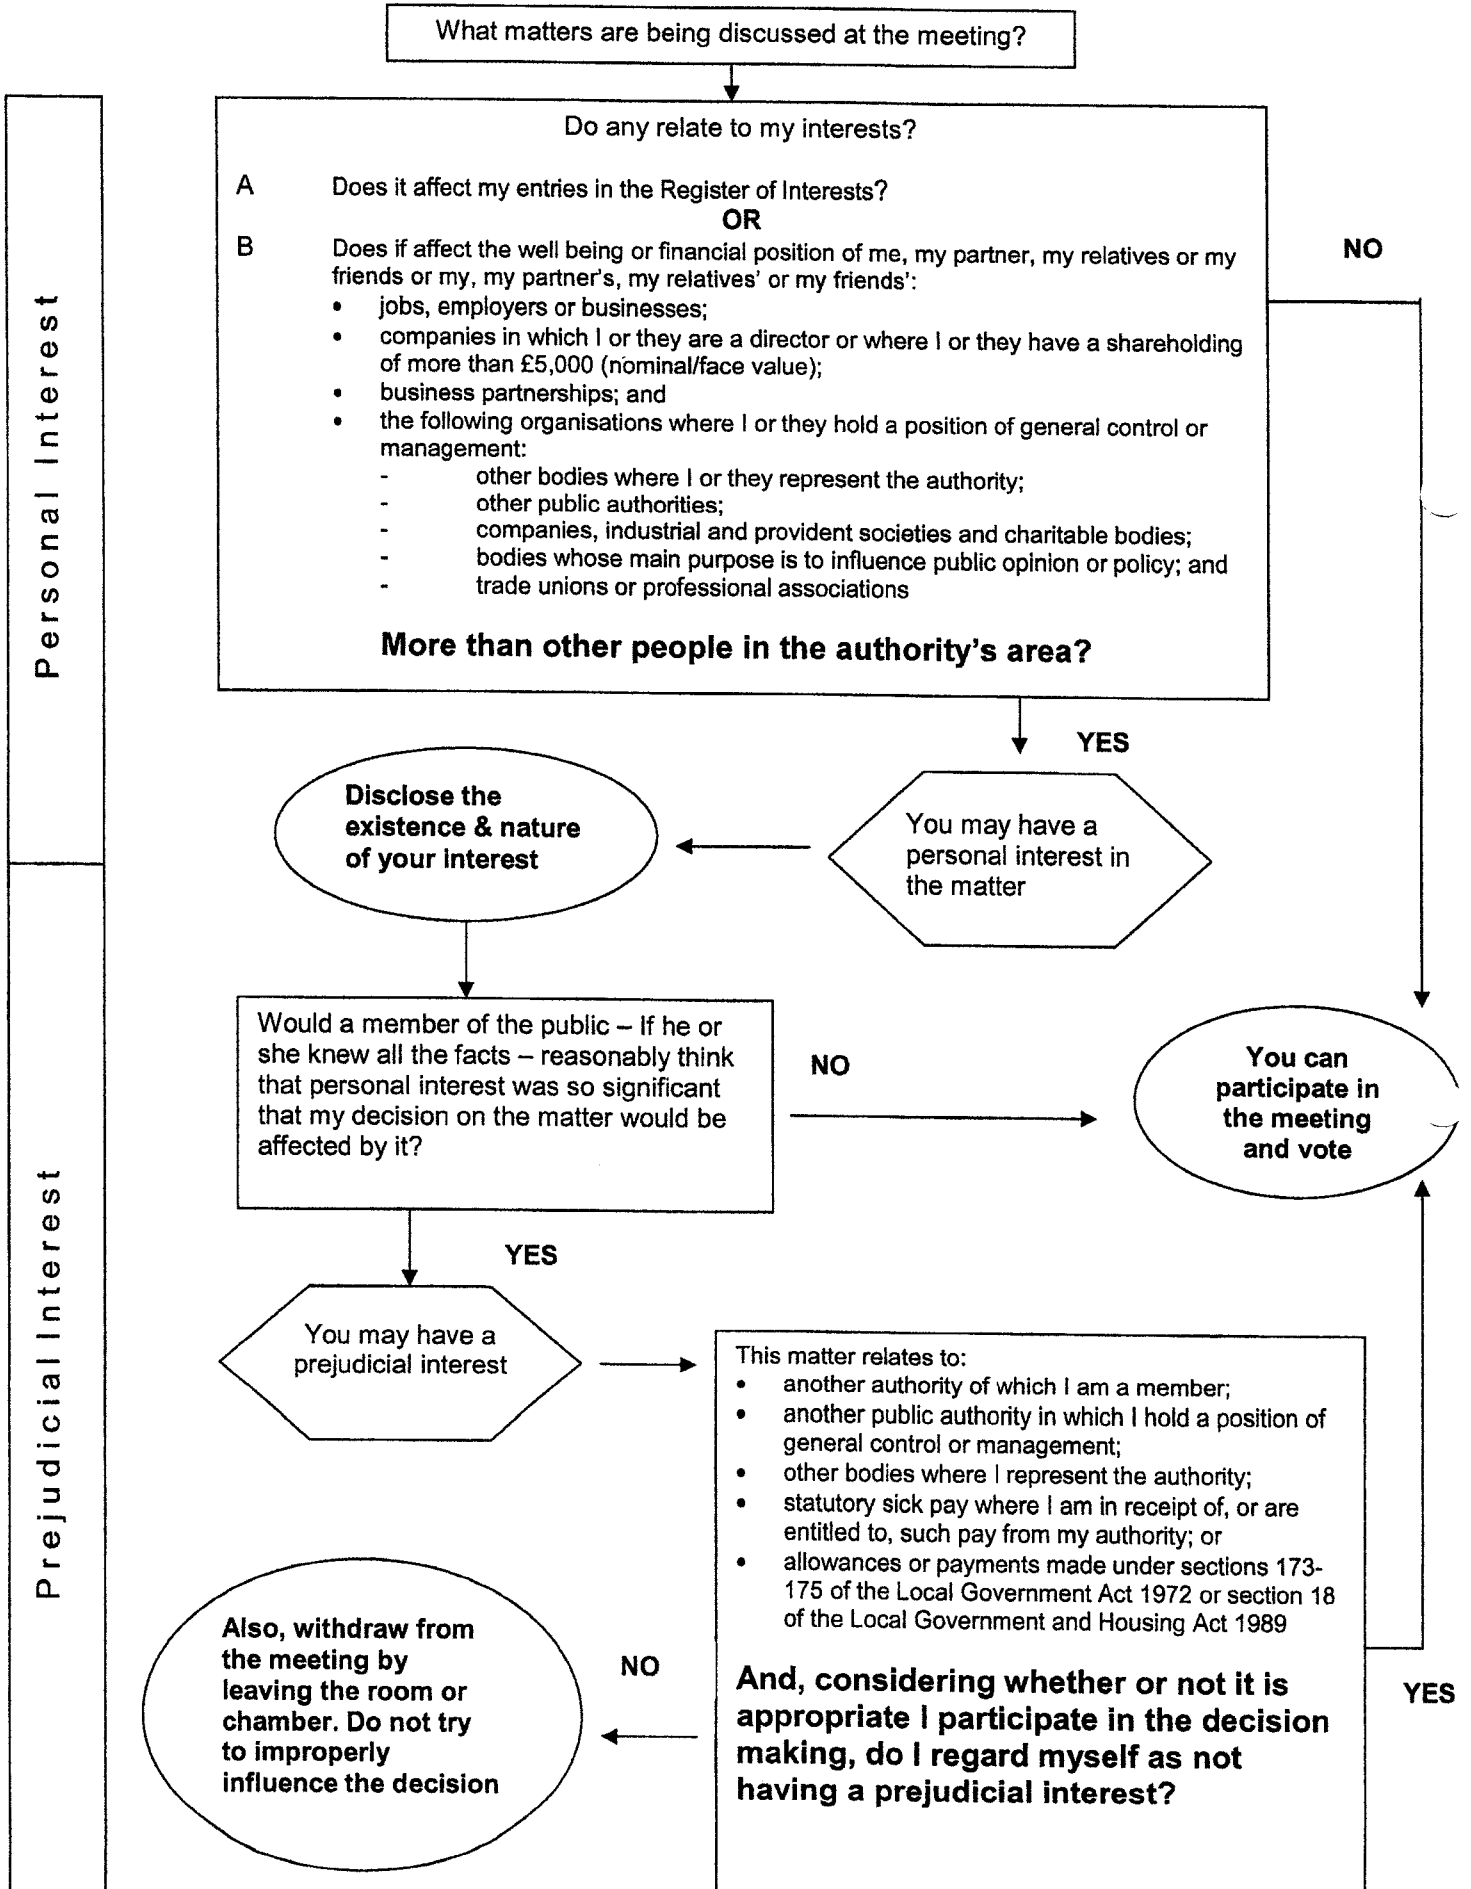 What matters are being discussed at the meeting?
Personal Interest
Do any relate to my interests?
A Does it affect my entries in the Register of Interests?
OR
B Does if affect the well being or financial position of me, my partner, my relatives or my
friends or my, my partner's, my relatives' or my friends':
• jobs, employers or businesses;
• companies in which I or they are a director or where I or they have a shareholding
of more than £5,000 (nominal/face value);
• business partnerships; and
• the following organisations where I or they hold a position of general control or
management:
- other bodies where I or they represent the authority;
- other public authorities;
- companies, industrial and provident societies and charitable bodies;
- bodies whose main purpose is to influence public opinion or policy; and
- trade unions or professional associations
More than other people in the authority's area?
NO
YES
You may have a
personal interest in
the matter
Disclose the
existence & nature
of your interest
Prejudicial Interest
Would a member of the public – If he or
she knew all the facts – reasonably think
that personal interest was so significant
that my decision on the matter would be
affected by it?
NO
You can
participate in
the meeting
and vote
YES
You may have a
prejudicial interest
This matter relates to:
• another authority of which I am a member;
• another public authority in which I hold a position of
general control or management;
• other bodies where I represent the authority;
• statutory sick pay where I am in receipt of, or are
entitled to, such pay from my authority; or
• allowances or payments made under sections 173-
175 of the Local Government Act 1972 or section 18
of the Local Government and Housing Act 1989
And, considering whether or not it is
appropriate I participate in the decision
making, do I regard myself as not
having a prejudicial interest?
YES
NO
Also, withdraw from
the meeting by
leaving the room or
chamber. Do not try
to improperly
influence the decision